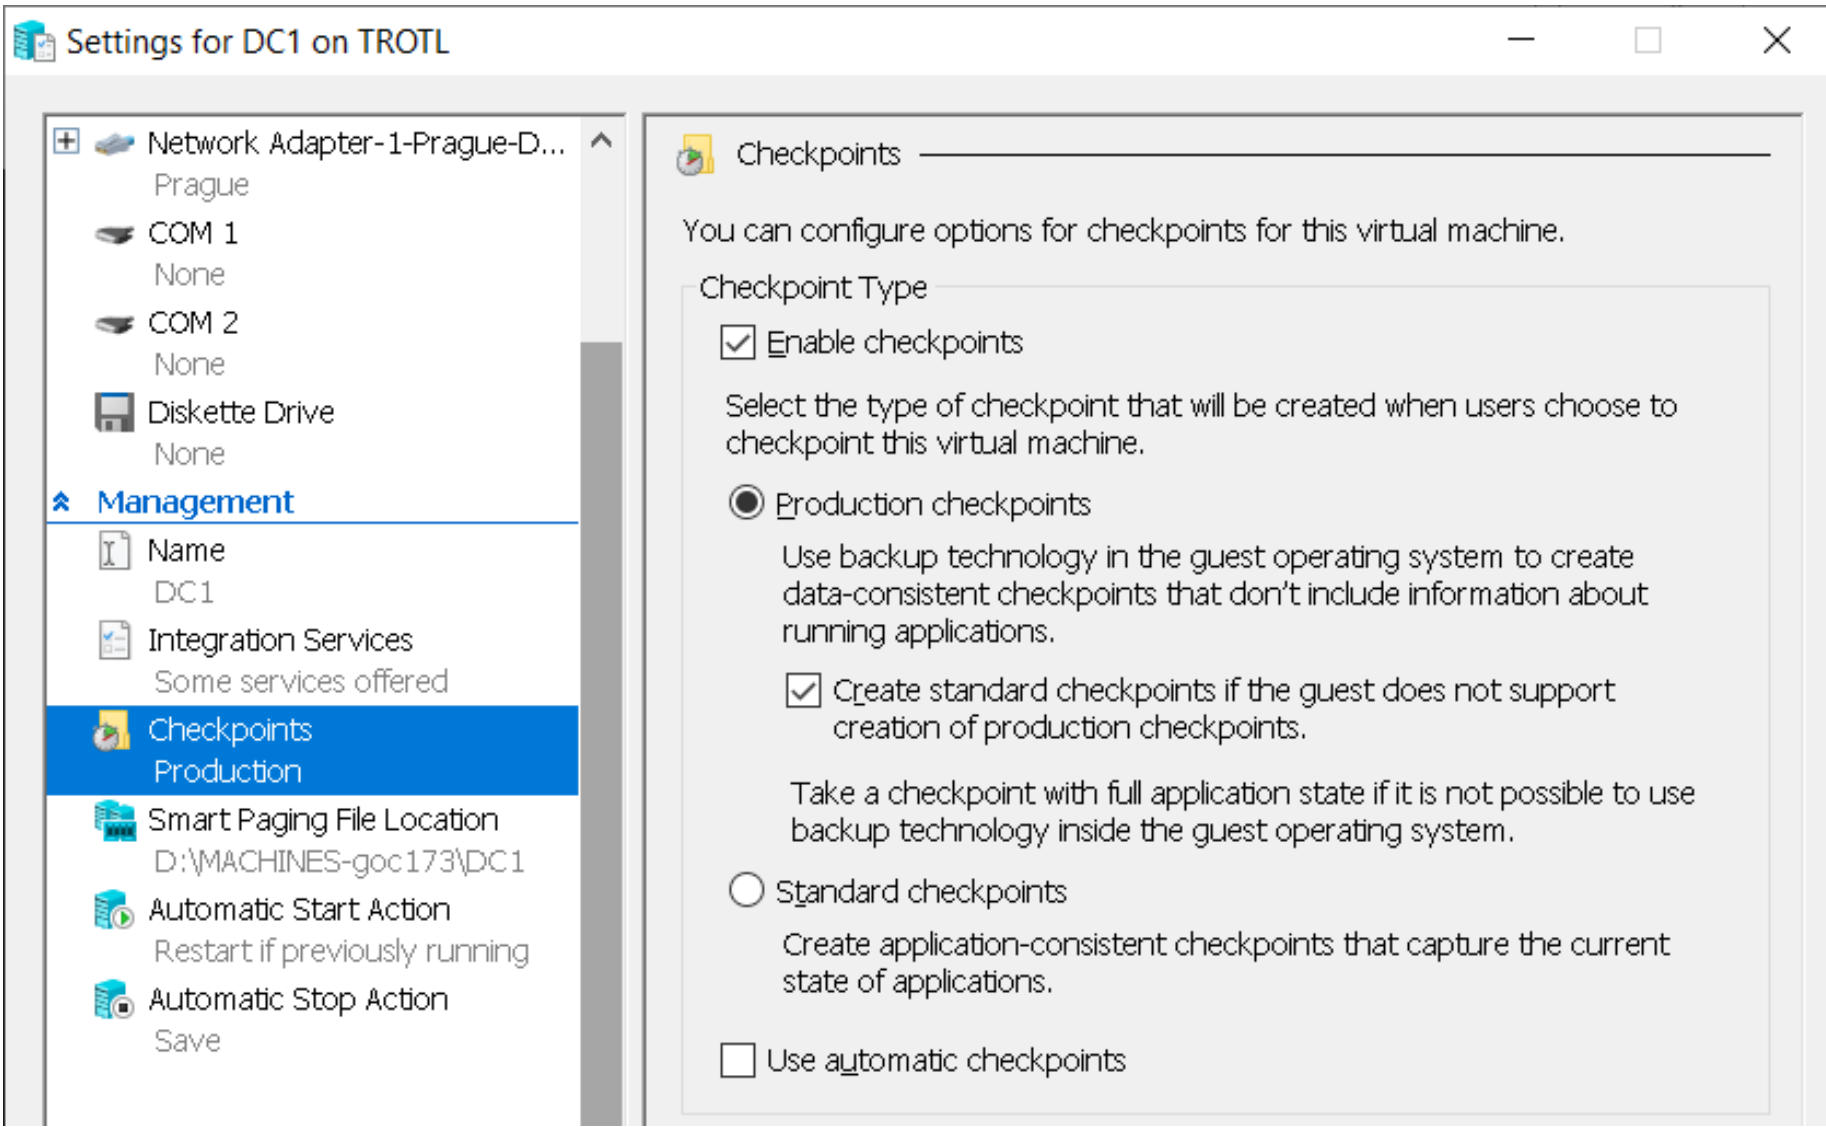 Settings for DC1 on TROTL
Network Adapter-1-Prague-D...
Prague
COM 1
None
COM 2
None
Diskette Drive
None
Management
Name
DC1
Integration Services
Some services offered
Checkpoints
Production
Smart Paging File Location
D:\MACHINES-goc173\DC1
Automatic Start Action
Restart if previously running
Automatic Stop Action
Save
Checkpoints
You can configure options for checkpoints for this virtual machine.
Checkpoint Type
Enable checkpoints
Select the type of checkpoint that will be created when users choose to
checkpoint this virtual machine.
Production checkpoints
Use backup technology in the guest operating system to create
data-consistent checkpoints that don't include information about
running applications.
Create standard checkpoints if the guest does not support
creation of production checkpoints.
Take a checkpoint with full application state if it is not possible to use
backup technology inside the guest operating system.
Standard checkpoints
Create application-consistent checkpoints that capture the current
state of applications.
Use automatic checkpoints